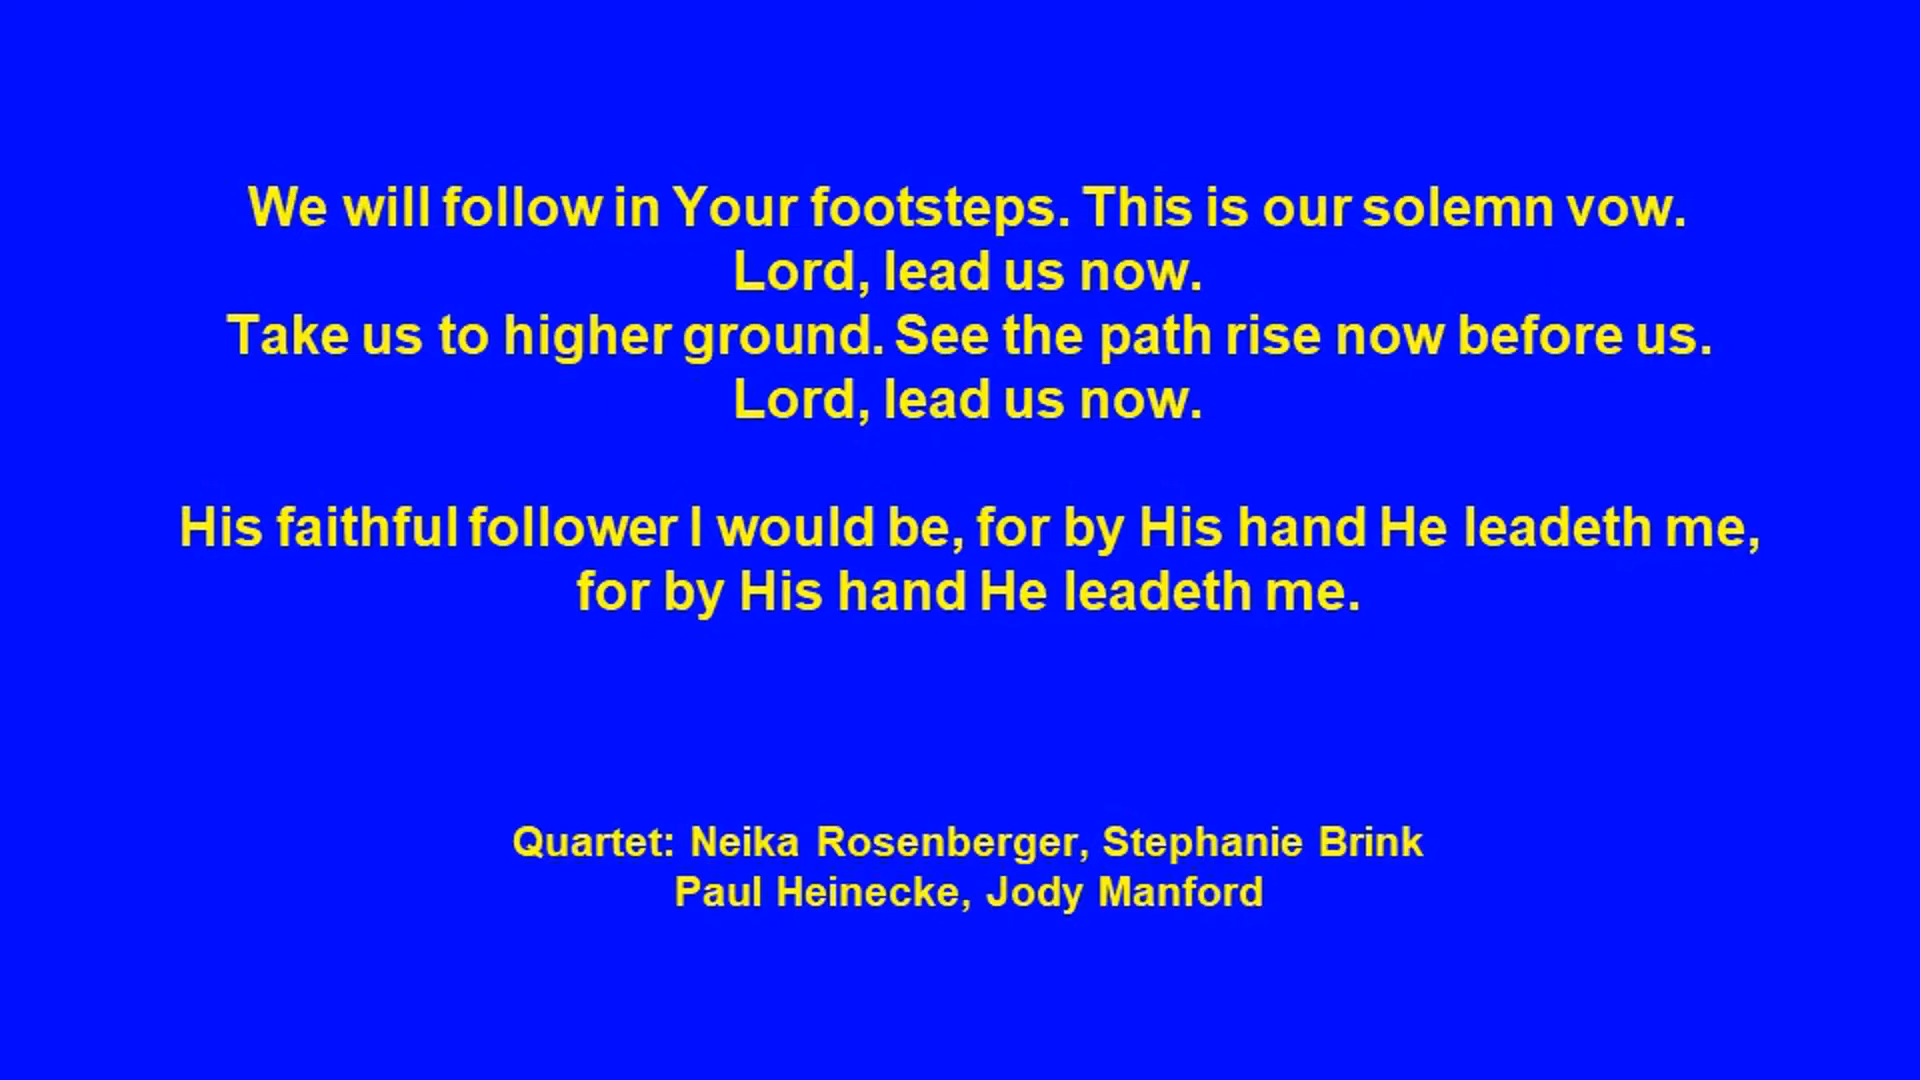 We will follow in Your footsteps. This is our solemn vow.
Lord, lead us now.
Take us to higher ground. See the path rise now before us.
Lord, lead us now.
His faithful follower I would be, for by His hand He leadeth me,
for by His hand He leadeth me.
Quartet: Neika Rosenberger, Stephanie Brink
Paul Heinecke, Jody Manford